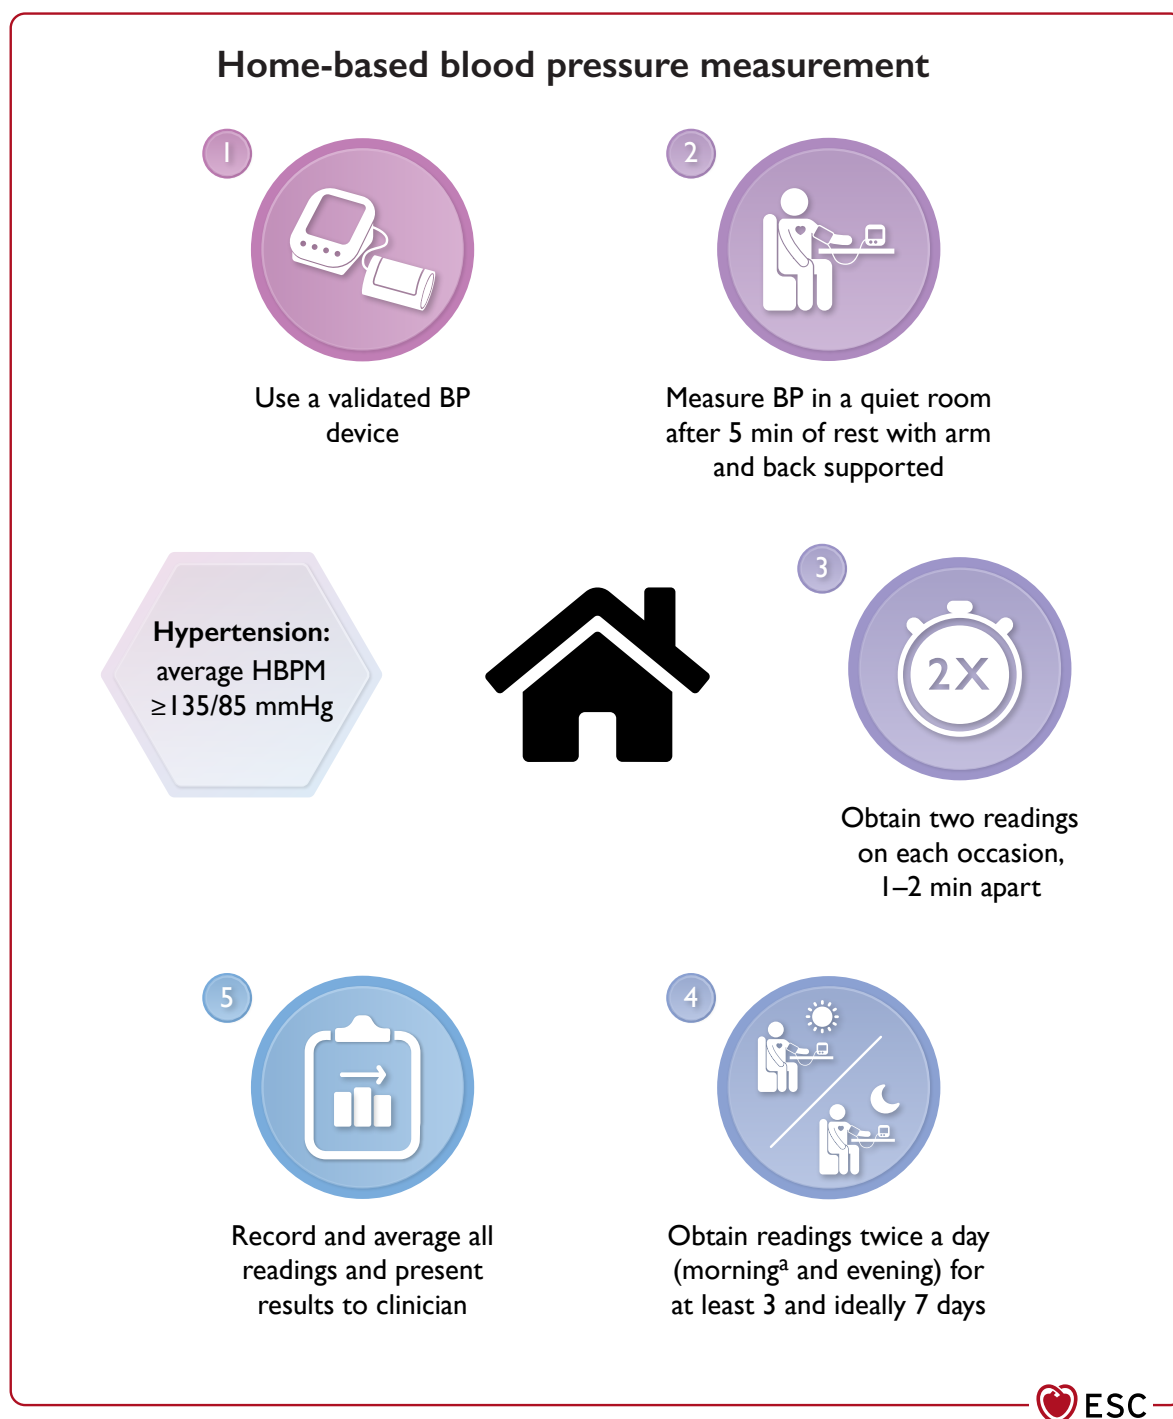 Home-based blood pressure measurement
1
Use a validated BP
device
2
Measure BP in a quiet room
after 5 min of rest with arm
and back supported
Hypertension:
average HBPM
≥135/85 mmHg
3
2X
Obtain two readings
on each occasion,
1–2 min apart
4
Obtain readings twice a day
(morningᵃ and evening) for
at least 3 and ideally 7 days
5
Record and average all
readings and present
results to clinician
ESC